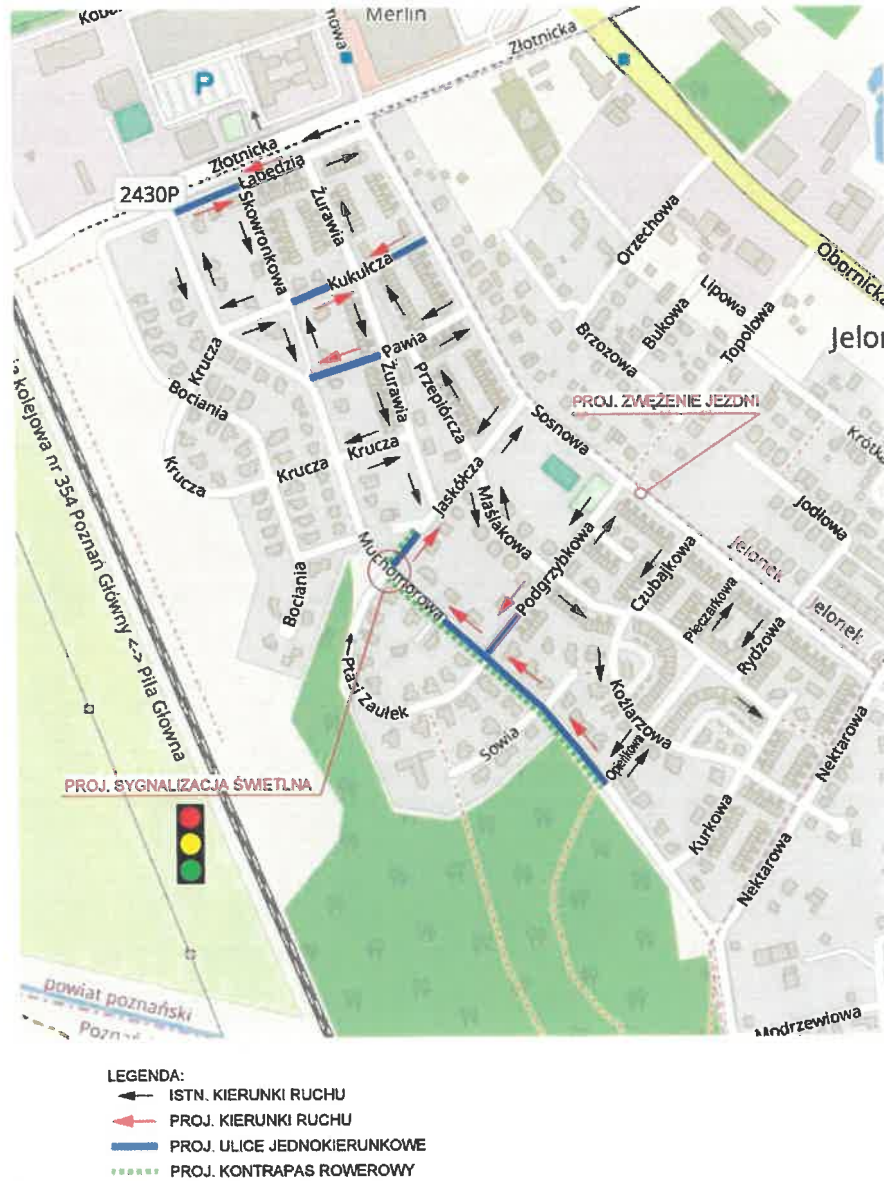 Merlin
Złotnicka
P
Złotnicka
Łabędzia
2430P
Skowronkowa
Żurawia
Kukułcza
Orzechowa
Lipowa
Bukowa
Topolowa
Obornicka
Brzozowa
Krucza
Pawia
Bociania
Żurawia
Przepiórcza
PROJ. ZWĘŻENIE JEZDNI
Sosnowa
Krucza
Krucza
Krucza
Jaskółcza
Maślakowa
Jodłowa
Jelonek
Jelonek
Muchomorowa
Podgrzybkowa
Czubajkowa
Pieczarkowa
Rydzowa
Bociania
Ptasi Zaułek
Koźlarzowa
Sowia
Opieńkowa
Nektarowa
kolejowa nr 354 Poznań Główny <-> Piła Główna
PROJ. SYGNALIZACJA ŚWIETLNA
Kurkowa
Nektarowa
powiat poznański
Modrzewiowa
LEGENDA:
ISTN. KIERUNKI RUCHU
PROJ. KIERUNKI RUCHU
PROJ. ULICE JEDNOKIERUNKOWE
PROJ. KONTRAPAS ROWEROWY